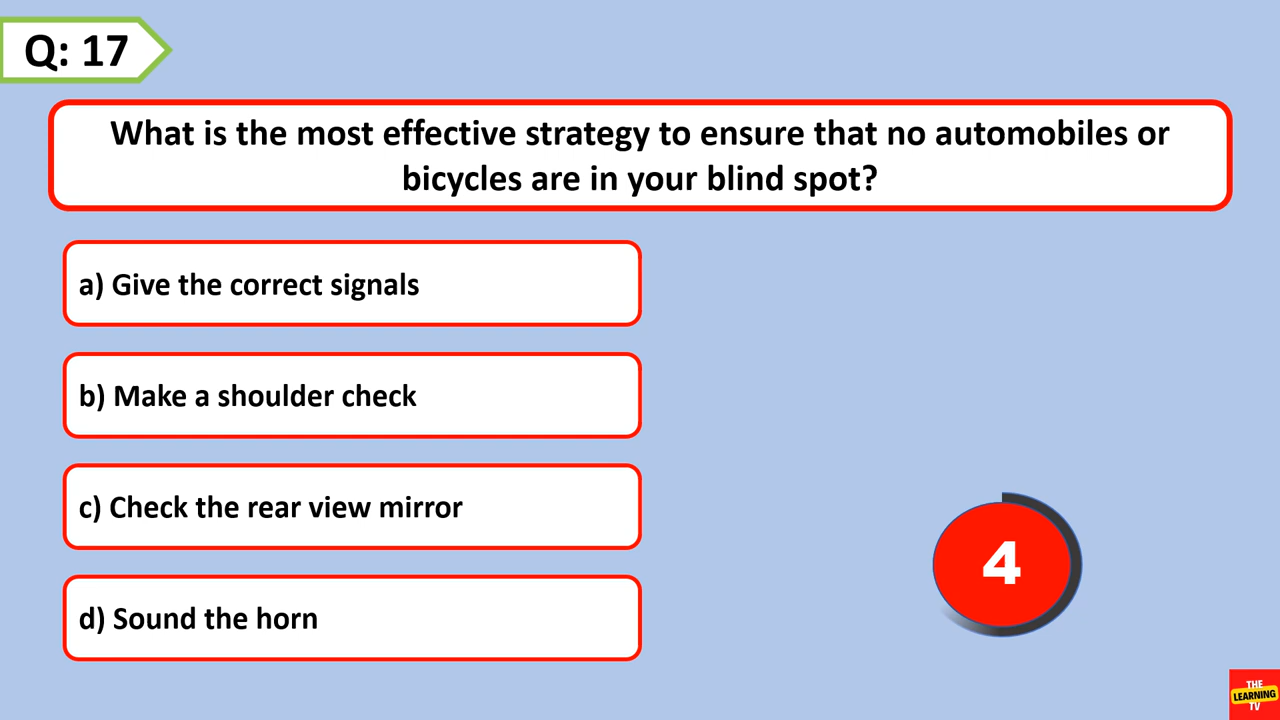 Q: 17
What is the most effective strategy to ensure that no automobiles or
bicycles are in your blind spot?
a) Give the correct signals
b) Make a shoulder check
c) Check the rear view mirror
d) Sound the horn
4
THE
LEARNING
TV